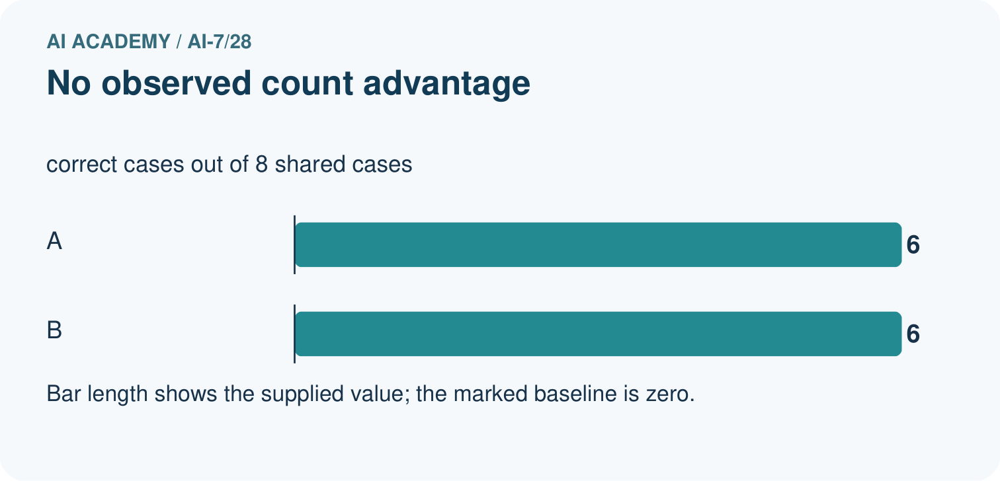 AI ACADEMY / AI-7/28
No observed count advantage
correct cases out of 8 shared cases
A
6
B
6
Bar length shows the supplied value; the marked baseline is zero.